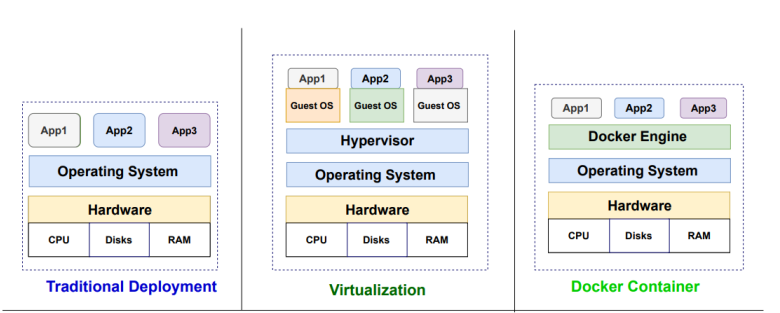 App1 App2 App3
Operating System
Hardware
CPU Disks RAM
Traditional Deployment
App1 App2 App3
Guest OS Guest OS Guest OS
Hypervisor
Operating System
Hardware
CPU Disks RAM
Virtualization
App1 App2 App3
Docker Engine
Operating System
Hardware
CPU Disks RAM
Docker Container